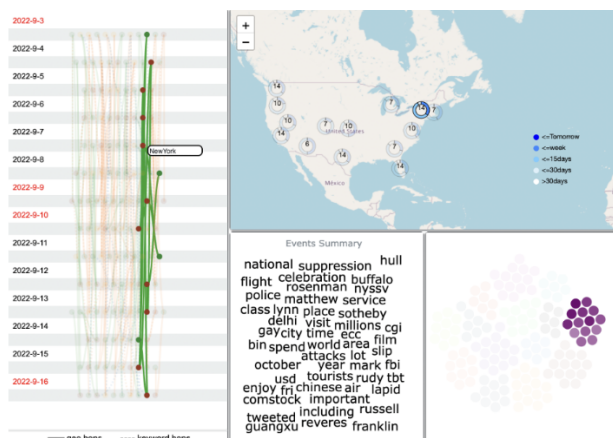 2022-9-3
2022-9-4
2022-9-5
2022-9-6
2022-9-7
NewYork
2022-9-8
2022-9-9
2022-9-10
2022-9-11
2022-9-12
2022-9-13
2022-9-14
2022-9-15
2022-9-16
+
−
14
10
14
10
7
10
6
14
7
14
7
10
7
14
United States
México
<=Tomorrow
<=week
<=15days
<=30days
>30days
Events Summary
national suppression hull
flight celebration buffalo
rosenman nyssv
police matthew service
class lynn place sotheby
delhi visit millions cgi
gay city time ecc
bin spend world area film
attacks lot slip
october year mark fbi
usd tourists rudy tbt
enjoy fri chinese air lapid
comstock important
tweeted including russell
guangxu reveres franklin